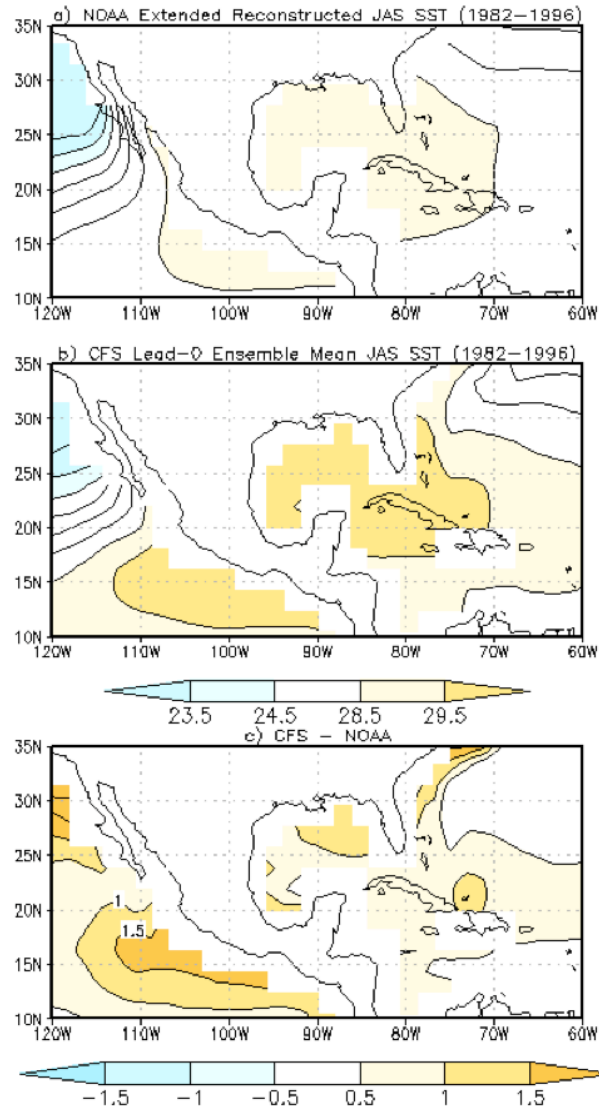 a) NOAA Extended Reconstructed JAS SST (1982-1996)
35N
30N
25N
20N
15N
10N
120W 110W 100W 90W 80W 70W 60W
b) CFS Lead-0 Ensemble Mean JAS SST (1982-1996)
35N
30N
25N
20N
15N
10N
120W 110W 100W 90W 80W 70W 60W
23.5 24.5 28.5 29.5
c) CFS - NOAA
35N
30N
25N
20N
1
1.5
15N
10N
120W 110W 100W 90W 80W 70W 60W
-1.5 -1 -0.5 0.5 1 1.5